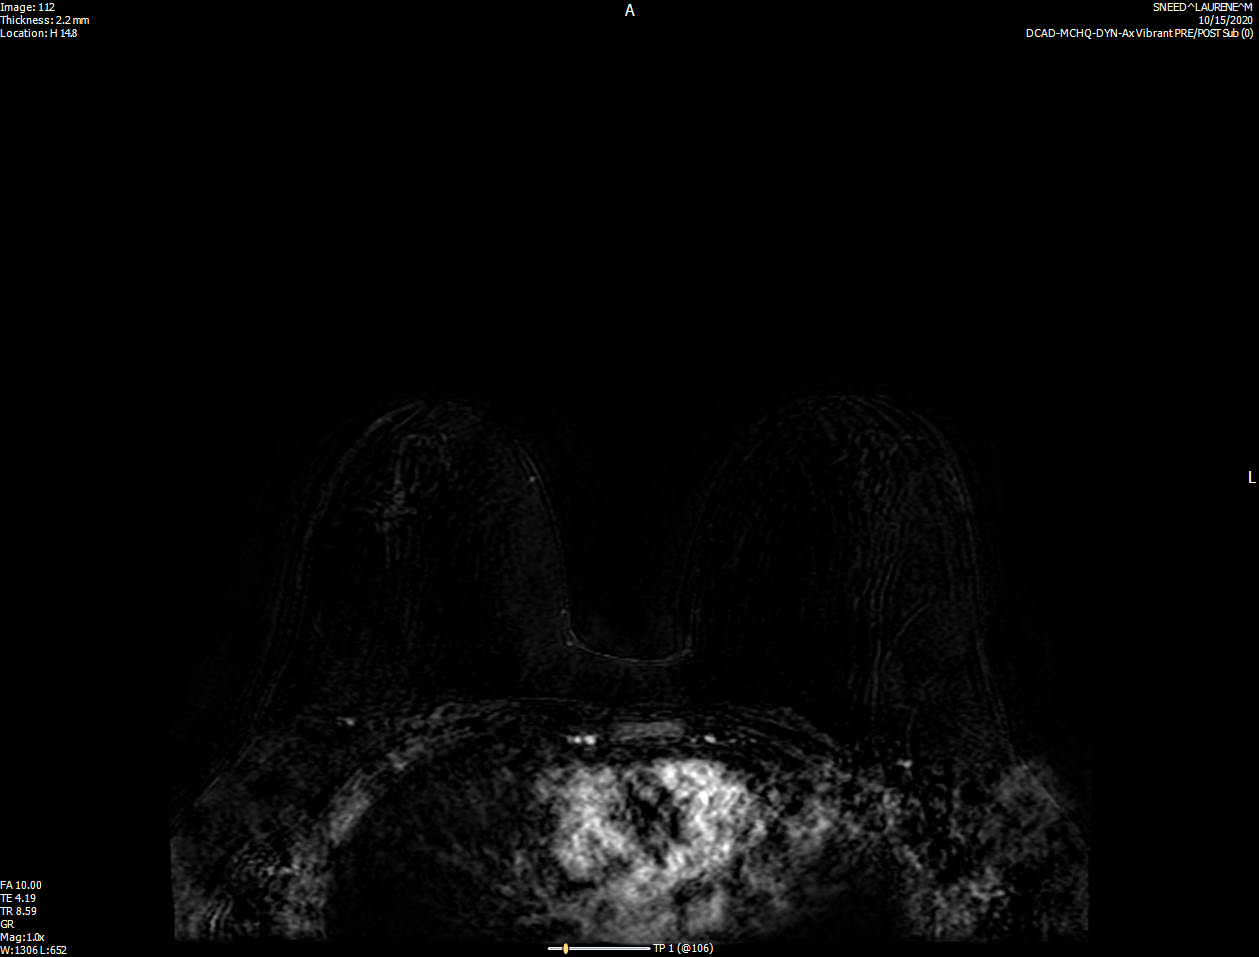 Image: 112
Thickness: 2.2 mm
Location: H 14.8
A
SNEED^LAURENE^M
10/15/2020
DCAD-MCHQ-DYN-Ax Vibrant PRE/POST Sub (0)
L
FA 10.00
TE 4.19
TR 8.59
GR
Mag: 1.0x
W: 1306 L: 652
TP 1 (@106)